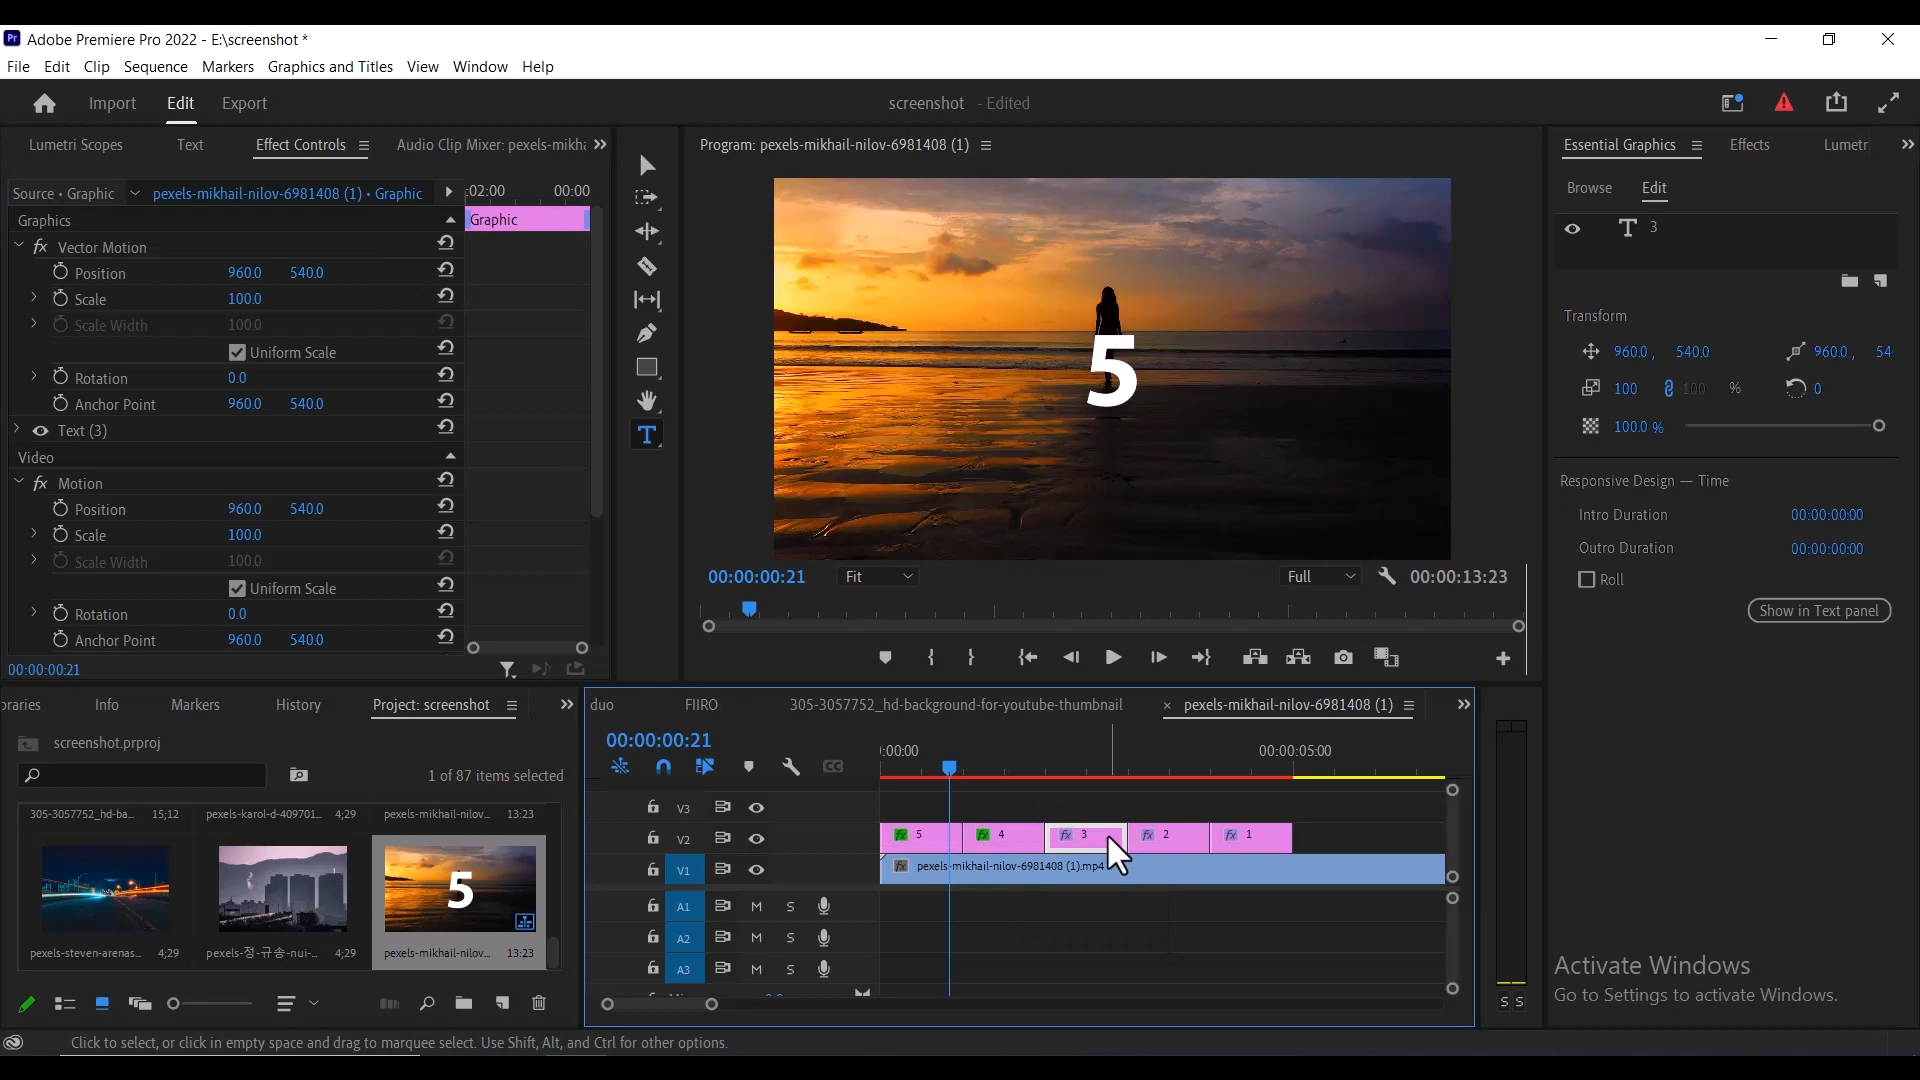 Adobe Premiere Pro 2022 - E:\screenshot *
File Edit Clip Sequence Markers Graphics and Titles View Window Help
Import Edit Export screenshot - Edited
Lumetri Scopes Text Effect Controls Audio Clip Mixer: pexels-mikha
Program: pexels-mikhail-nilov-6981408 (1)
Essential Graphics Effects Lumetr
Browse Edit
Source • Graphic pexels-mikhail-nilov-6981408 (1) • Graphic :02:00 00:00
Graphics Graphic
fx Vector Motion
Position 960.0 540.0
Scale 100.0
Scale Width 100.0
Uniform Scale
Rotation 0.0
Anchor Point 960.0 540.0
Text (3)
Video
fx Motion
Position 960.0 540.0
Scale 100.0
Scale Width 100.0
Uniform Scale
Rotation 0.0
Anchor Point 960.0 540.0
00:00:00:21
5
00:00:00:21 Fit Full 00:00:13:23
T 3
Transform
960.0 , 540.0 960.0 , 54
100 100 % 0
100.0 %
Responsive Design — Time
Intro Duration 00:00:00:00
Outro Duration 00:00:00:00
Roll
Show in Text panel
oraries Info Markers History Project: screenshot
screenshot.prproj
1 of 87 items selected
305-3057752_hd-ba... 15;12 pexels-karol-d-409701... 4;29 pexels-mikhail-nilov... 13:23
5
pexels-steven-arenas... 4;29 pexels-정-규송-nui-... 4;29 pexels-mikhail-nilov... 13:23
duo FIIRO 305-3057752_hd-background-for-youtube-thumbnail × pexels-mikhail-nilov-6981408 (1)
00:00:00:21 :00:00 00:00:05:00
V3
V2 fx 5 fx 4 fx 3 fx 2 fx 1
V1 fx pexels-mikhail-nilov-6981408 (1).mp4
A1 M S
A2 M S
A3 M S
S S
Activate Windows
Go to Settings to activate Windows.
Click to select, or click in empty space and drag to marquee select. Use Shift, Alt, and Ctrl for other options.